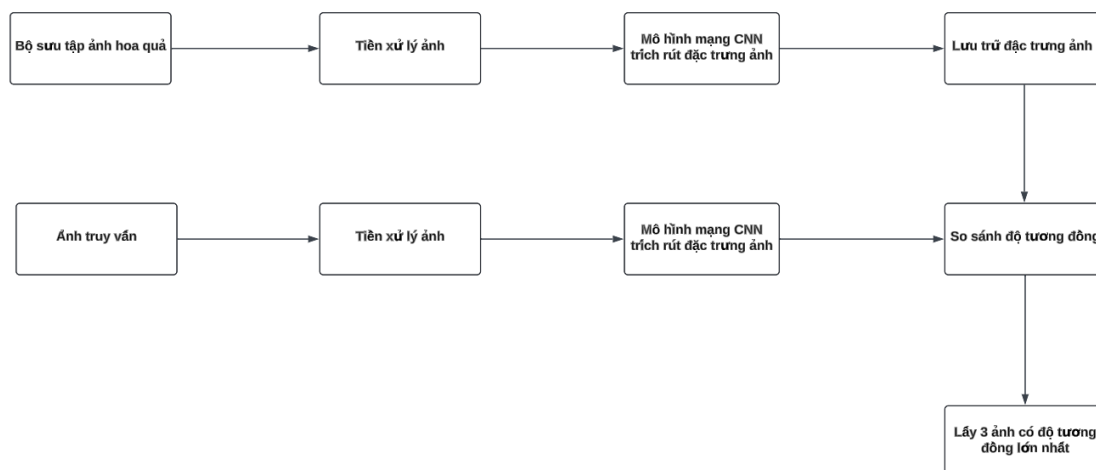 Bộ sưu tập ảnh hoa quả
Tiền xử lý ảnh
Mô hình mạng CNN
trích rút đặc trưng ảnh
Lưu trữ đặc trưng ảnh
Ảnh truy vấn
Tiền xử lý ảnh
Mô hình mạng CNN
trích rút đặc trưng ảnh
So sánh độ tương đồng
Lấy 3 ảnh có độ tương
đồng lớn nhất